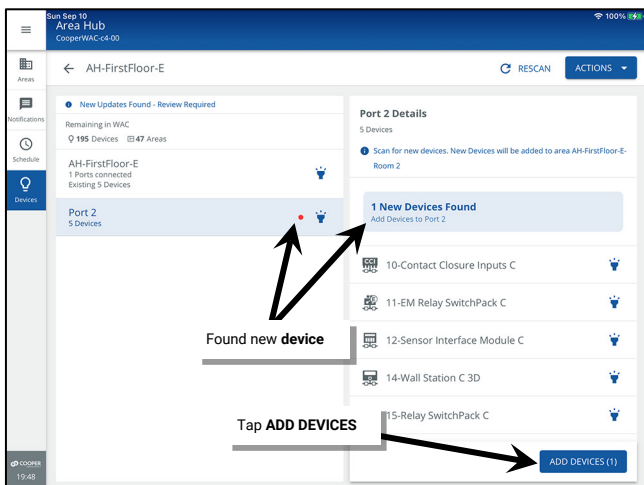 Sun Sep 10
100%
Area Hub
CooperWAC-c4-00
Areas
Notifications
Schedule
Devices
AH-FirstFloor-E
RESCAN
ACTIONS
New Updates Found - Review Required
Remaining in WAC
195 Devices 47 Areas
AH-FirstFloor-E
1 Ports connected
Existing 5 Devices
Port 2
5 Devices
Port 2 Details
5 Devices
Scan for new devices. New Devices will be added to area AH-FirstFloor-E-
Room 2
1 New Devices Found
Add Devices to Port 2
CCI
10-Contact Closure Inputs C
11-EM Relay SwitchPack C
12-Sensor Interface Module C
14-Wall Station C 3D
15-Relay SwitchPack C
Found new device
Tap ADD DEVICES
ADD DEVICES (1)
COOPER
19:48